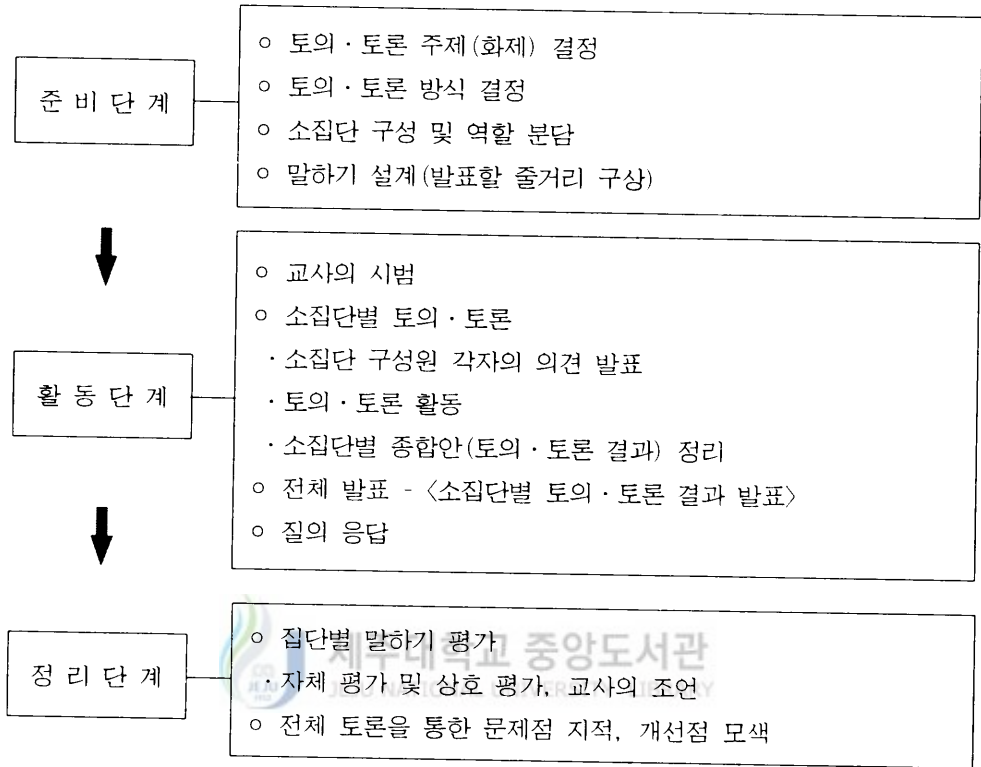 준 비 단 계
○ 토의 · 토론 주제(화제) 결정
○ 토의 · 토론 방식 결정
○ 소집단 구성 및 역할 분담
○ 말하기 설계(발표할 줄거리 구상)
활 동 단 계
○ 교사의 시범
○ 소집단별 토의 · 토론
· 소집단 구성원 각자의 의견 발표
· 토의 · 토론 활동
· 소집단별 종합안(토의 · 토론 결과) 정리
○ 전체 발표 - 〈소집단별 토의 · 토론 결과 발표〉
○ 질의 응답
정 리 단 계
○ 집단별 말하기 평가
· 자체 평가 및 상호 평가, 교사의 조언
○ 전체 토론을 통한 문제점 지적, 개선점 모색
제주대학교 중앙도서관
JEJU NATIONAL UNIVERSITY LIBRARY